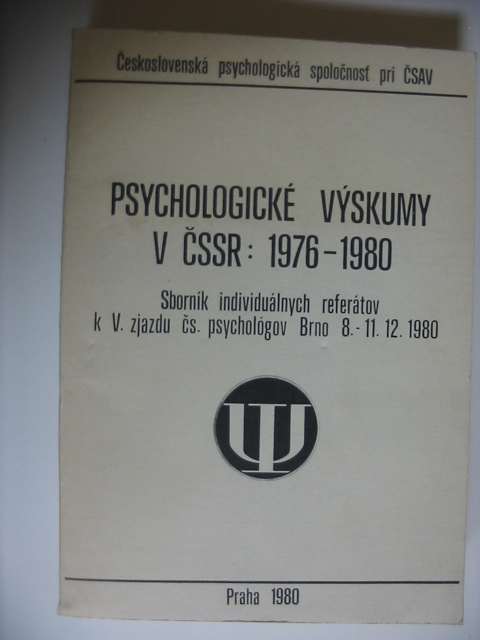 Československá psychologická spoločnosť pri ČSAV
PSYCHOLOGICKÉ VÝSKUMY
V ČSSR: 1976-1980
Sborník individuálnych referátov
k V. zjazdu čs. psychológov Brno 8.-11. 12. 1980
Ψ
Praha 1980